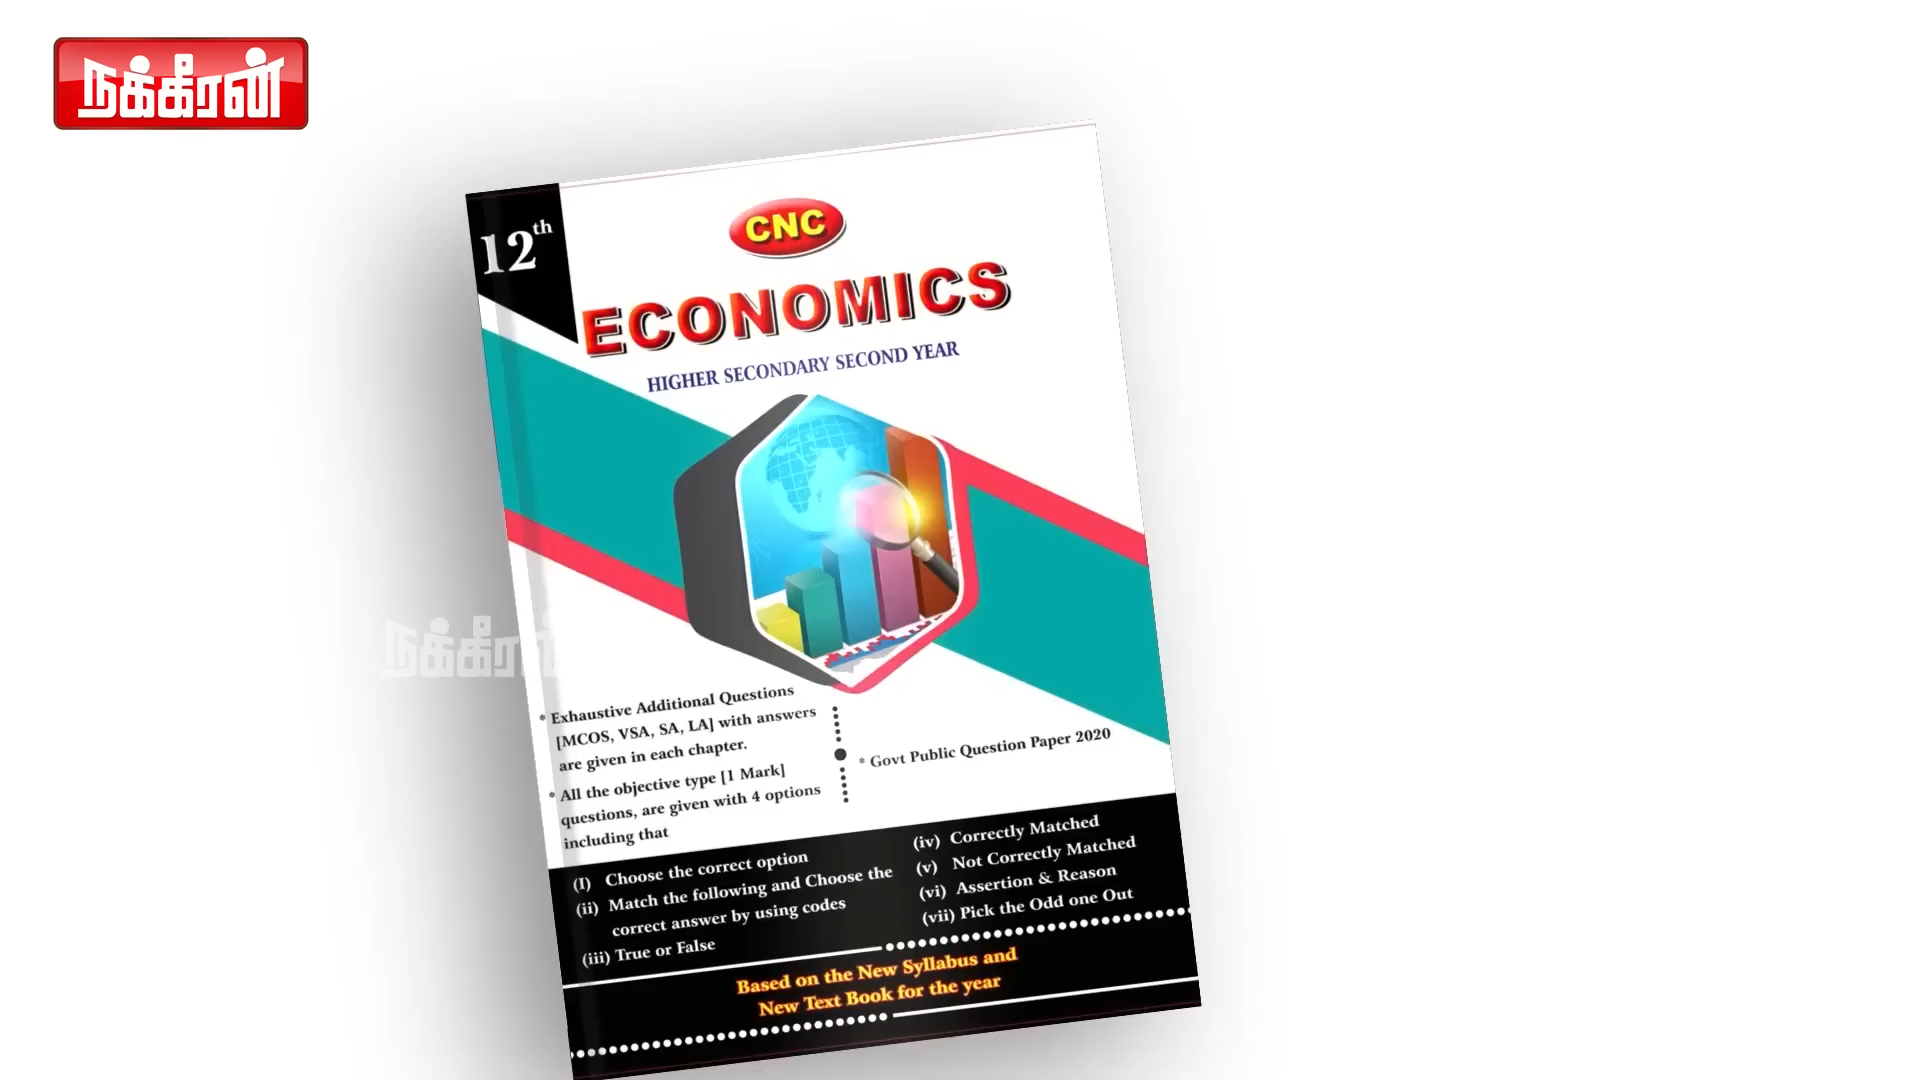 நக்கீரன்
12th
CNC
ECONOMICS
HIGHER SECONDARY SECOND YEAR
நக்கீரன்
* Exhaustive Additional Questions
[MCOS, VSA, SA, LA] with answers
are given in each chapter.
* All the objective type [1 Mark]
questions, are given with 4 options
including that
* Govt Public Question Paper 2020
(I) Choose the correct option
(ii) Match the following and Choose the
correct answer by using codes
(iii) True or False
(iv) Correctly Matched
(v) Not Correctly Matched
(vi) Assertion & Reason
(vii) Pick the Odd one Out
Based on the New Syllabus and
New Text Book for the year